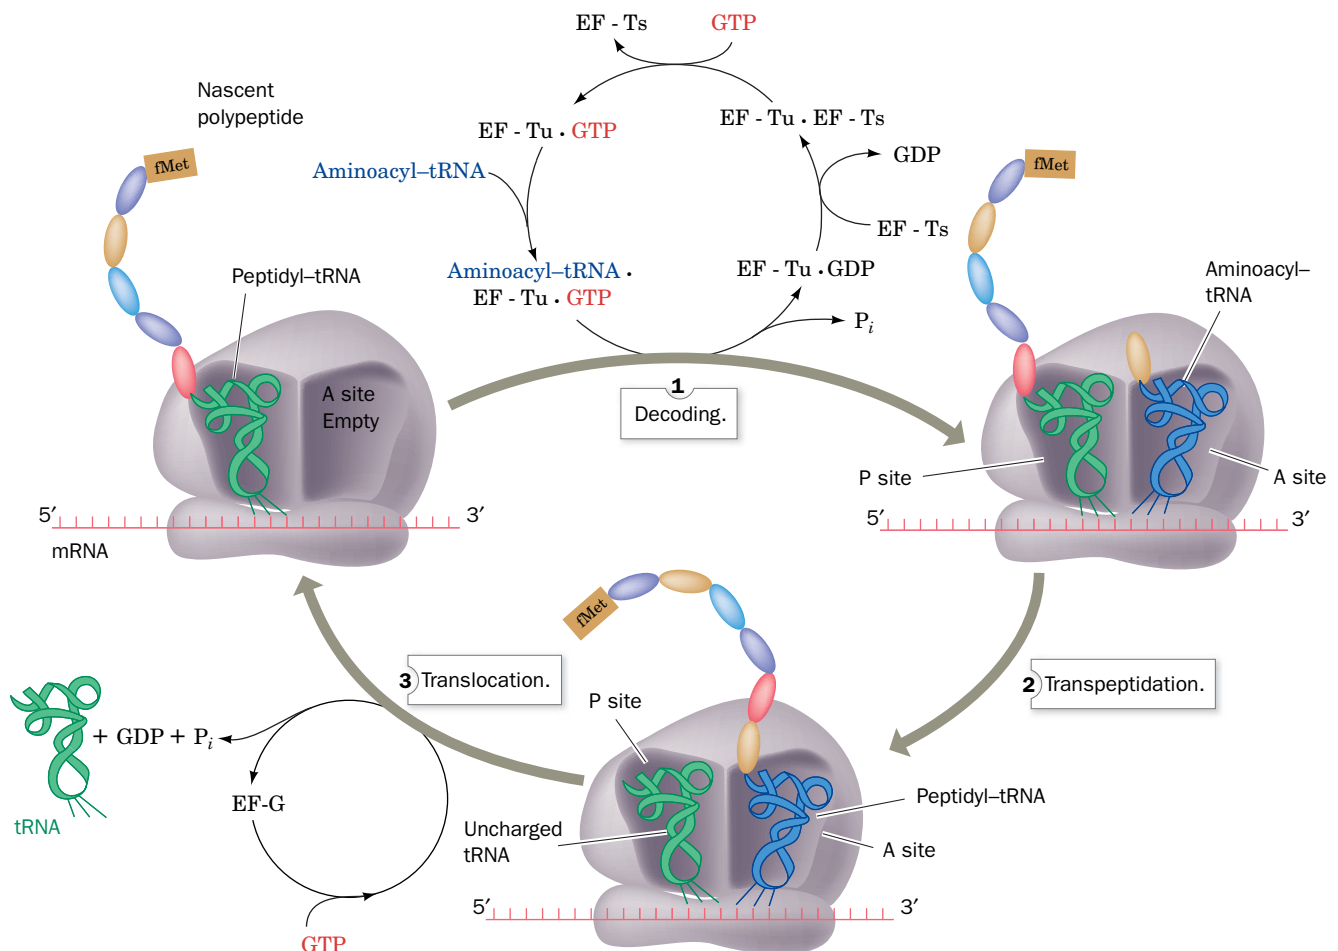 EF - Ts
GTP
Nascent
polypeptide
EF - Tu · GTP
EF - Tu · EF - Ts
fMet
Aminoacyl–tRNA
GDP
fMet
EF - Ts
Peptidyl–tRNA
Aminoacyl–tRNA ·
EF - Tu · GTP
EF - Tu · GDP
Aminoacyl–
tRNA
Pi
A site
Empty
1
Decoding.
P site
A site
5′
3′
mRNA
5′
3′
fMet
3 Translocation.
2 Transpeptidation.
P site
+ GDP + Pi
EF-G
tRNA
Uncharged
tRNA
Peptidyl–tRNA
A site
5′
3′
GTP